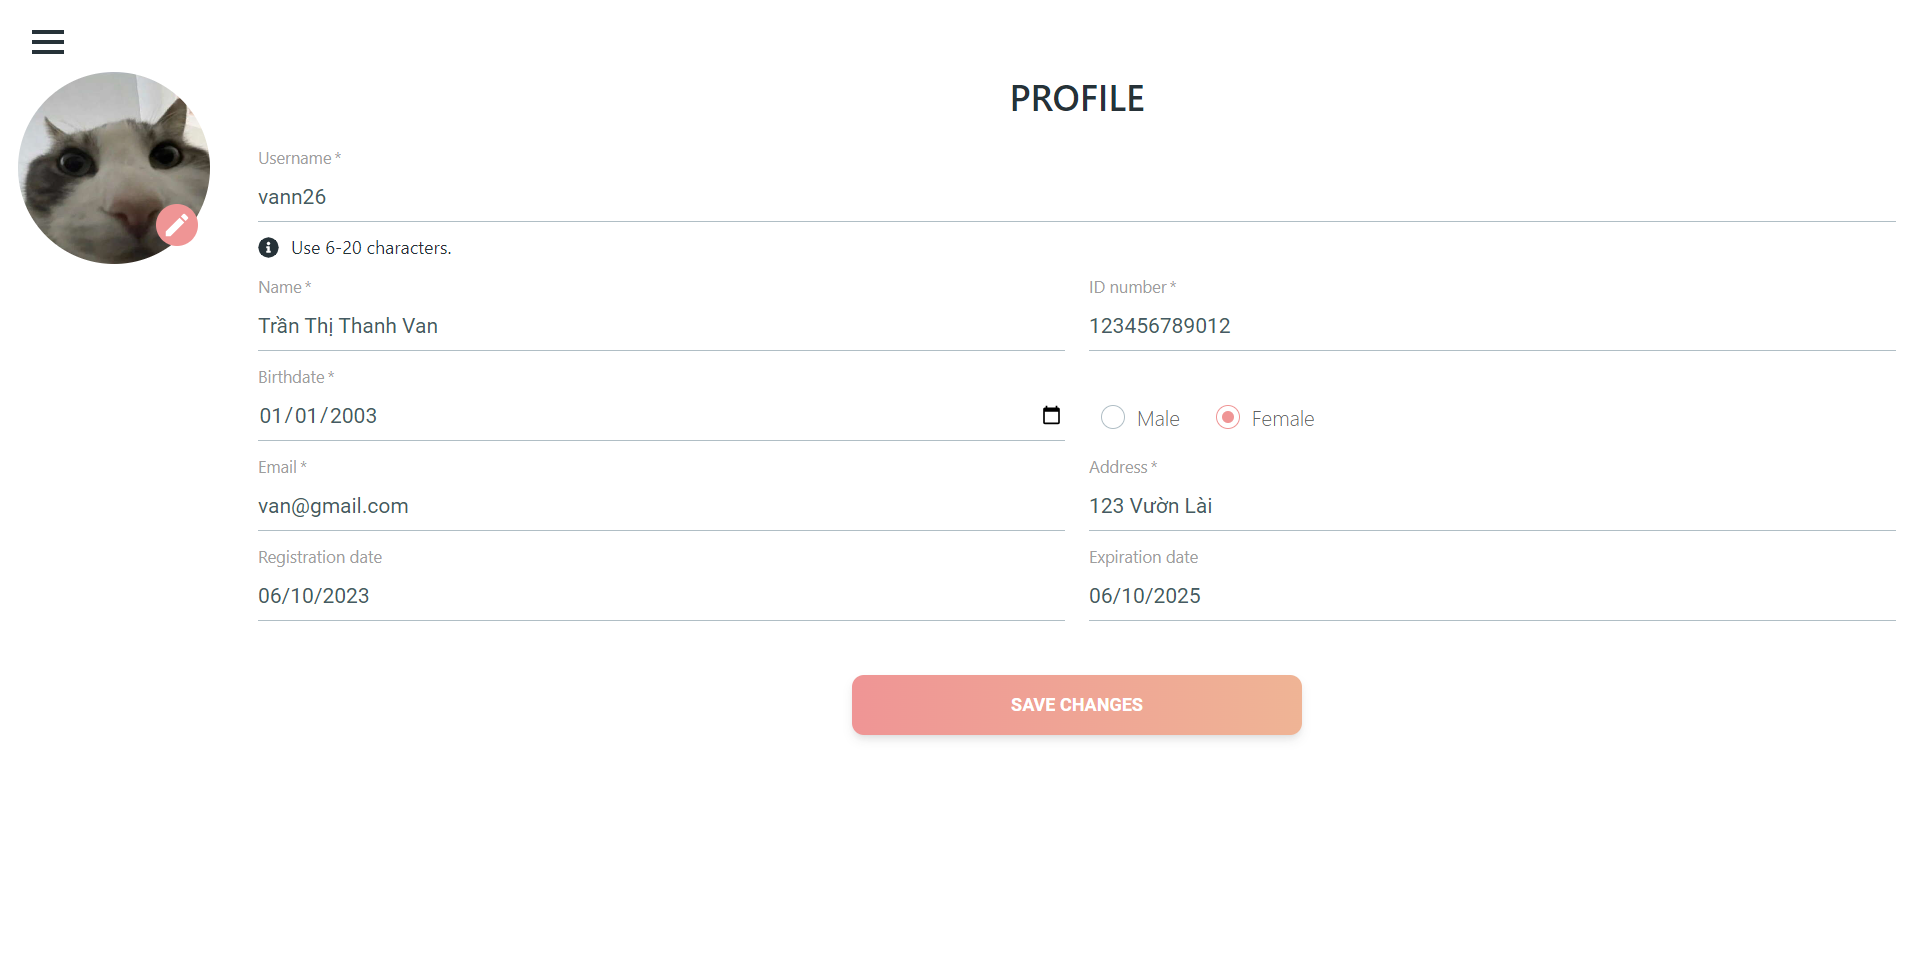 PROFILE
Username *
vann26
Use 6-20 characters.
Name *
Trần Thị Thanh Van
ID number *
123456789012
Birthdate *
01/01/2003
Male
Female
Email *
van@gmail.com
Address *
123 Vườn Lài
Registration date
06/10/2023
Expiration date
06/10/2025
SAVE CHANGES